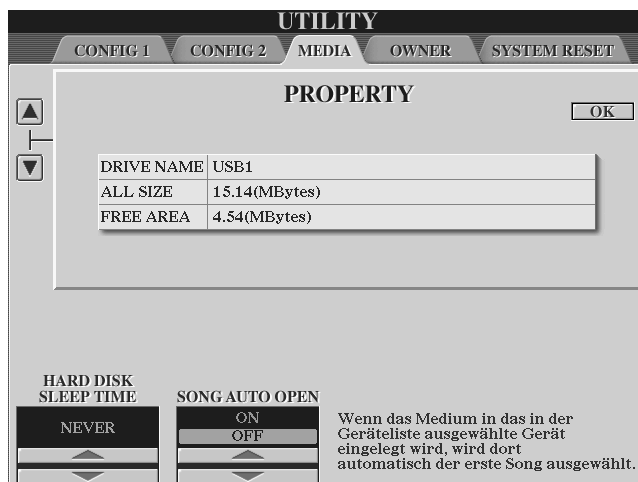 UTILITY
CONFIG 1 CONFIG 2 MEDIA OWNER SYSTEM RESET
PROPERTY
OK
DRIVE NAME USB1
ALL SIZE 15.14(MBytes)
FREE AREA 4.54(MBytes)
HARD DISK
SLEEP TIME
NEVER
SONG AUTO OPEN
ON
OFF
Wenn das Medium in das in der
Geräteliste ausgewählte Gerät
eingelegt wird, wird dort
automatisch der erste Song ausgewählt.